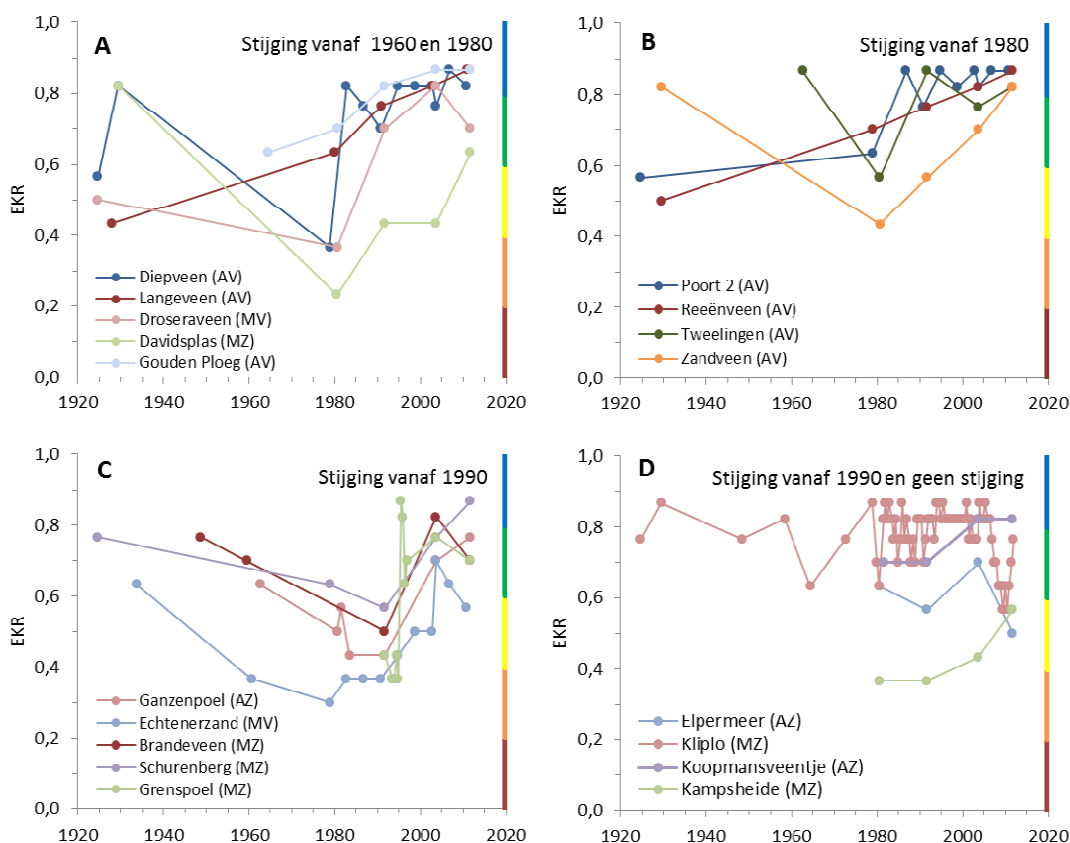 A
Stijging vanaf 1960 en 1980
EKR
1,0
0,8
0,6
0,4
0,2
0,0
Diepveen (AV)
Langeveen (AV)
Droseraveen (MV)
Davidsplas (MZ)
Gouden Ploeg (AV)
1920 1940 1960 1980 2000 2020
B
Stijging vanaf 1980
EKR
1,0
0,8
0,6
0,4
0,2
0,0
Poort 2 (AV)
Reeënveen (AV)
Tweelingen (AV)
Zandveen (AV)
1920 1940 1960 1980 2000 2020
C
Stijging vanaf 1990
EKR
1,0
0,8
0,6
0,4
0,2
0,0
Ganzenpoel (AZ)
Echtenerzand (MV)
Brandeveen (MZ)
Schurenberg (MZ)
Grenspoel (MZ)
1920 1940 1960 1980 2000 2020
D
Stijging vanaf 1990 en geen stijging
EKR
1,0
0,8
0,6
0,4
0,2
0,0
Elpermeer (AZ)
Kliplo (MZ)
Koopmansveentje (AZ)
Kampsheide (MZ)
1920 1940 1960 1980 2000 2020